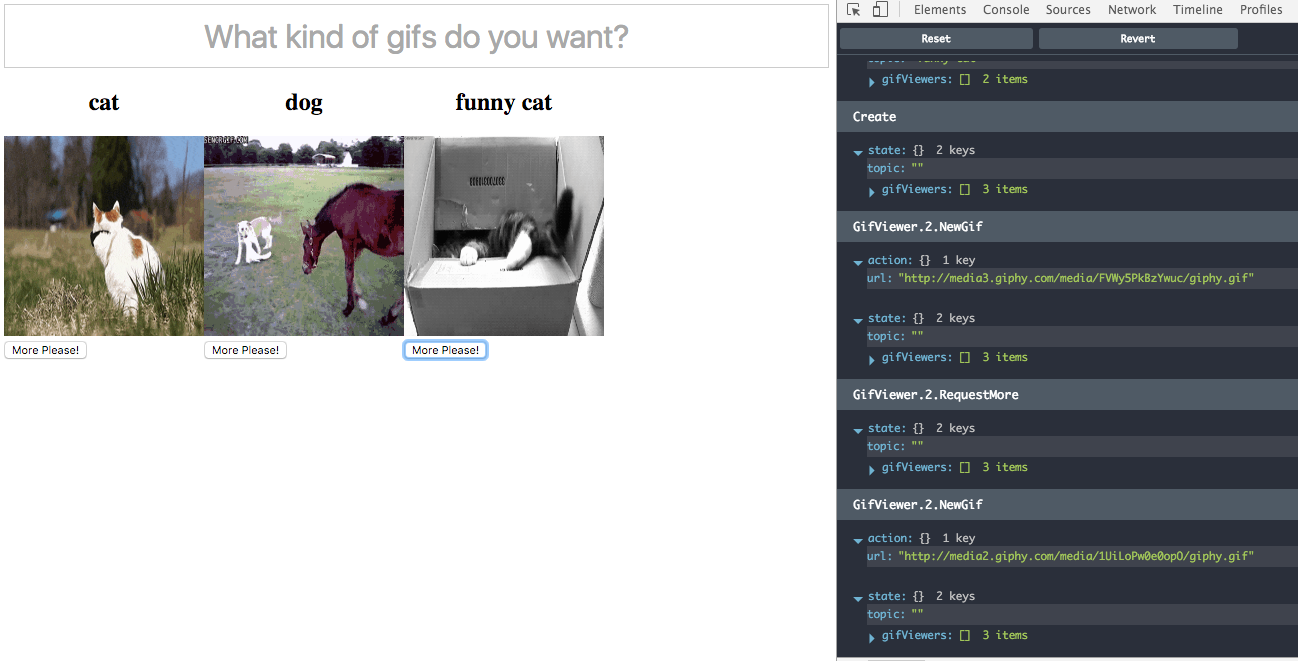 What kind of gifs do you want?
cat
dog
funny cat
SENORGIF.COM
More Please!
More Please!
More Please!
Elements Console Sources Network Timeline Profiles
Reset Revert
gifViewers: [] 2 items
Create
state: {} 2 keys
topic: ""
gifViewers: [] 3 items
GifViewer.2.NewGif
action: {} 1 key
url: "http://media3.giphy.com/media/FVWy5PkBzYwuc/giphy.gif"
state: {} 2 keys
topic: ""
gifViewers: [] 3 items
GifViewer.2.RequestMore
state: {} 2 keys
topic: ""
gifViewers: [] 3 items
GifViewer.2.NewGif
action: {} 1 key
url: "http://media2.giphy.com/media/1UiLoPw0e0opO/giphy.gif"
state: {} 2 keys
topic: ""
gifViewers: [] 3 items